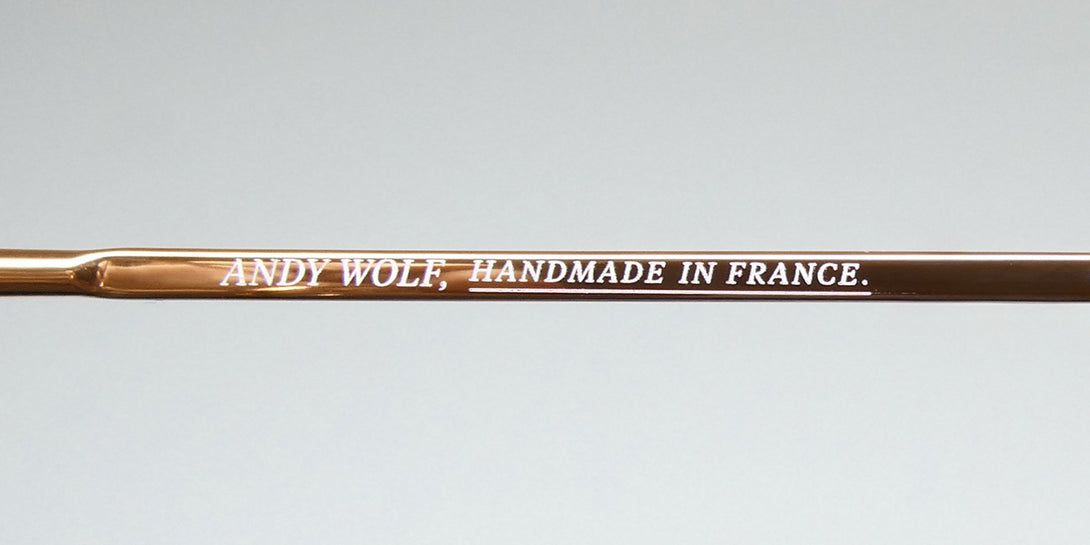 ANDY WOLF, HANDMADE IN FRANCE.